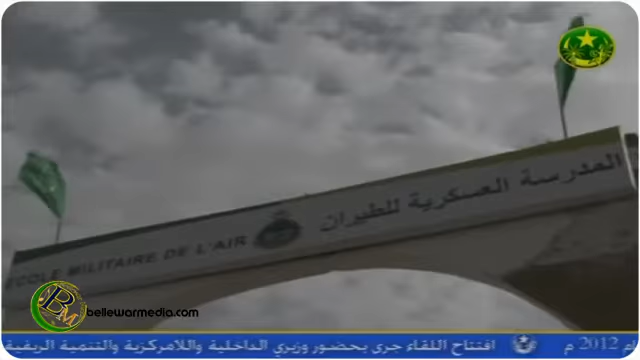 المدرسة العسكرية للطيران
ECOLE MILITAIRE DE L'AIR
BM
bellewarmedia.com
افتتاح اللقاء جرى بحضور وزيري الداخلية واللامركزية والتنمية الريفية
2012 م